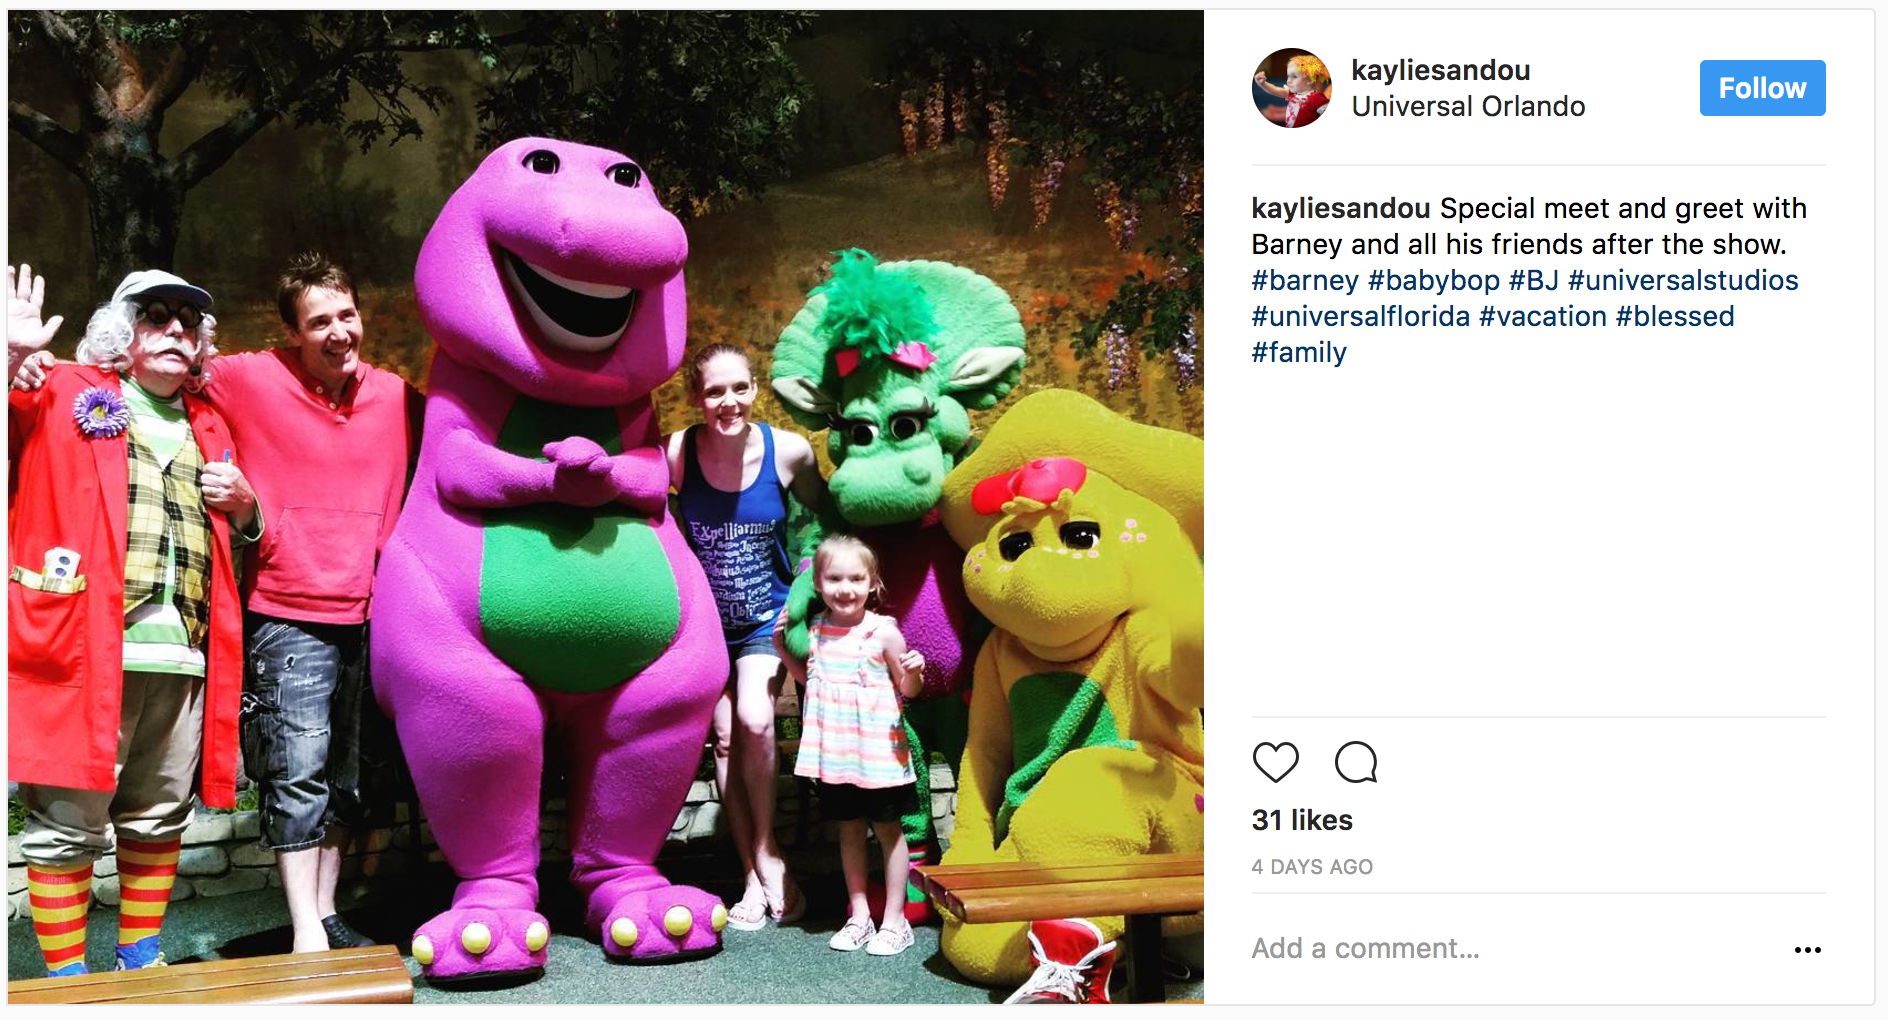 Expelliarmus
kayliesandou
Universal Orlando
Follow
kayliesandou Special meet and greet with
Barney and all his friends after the show.
#barney #babybop #BJ #universalstudios
#universalflorida #vacation #blessed
#family
31 likes
4 DAYS AGO
Add a comment...